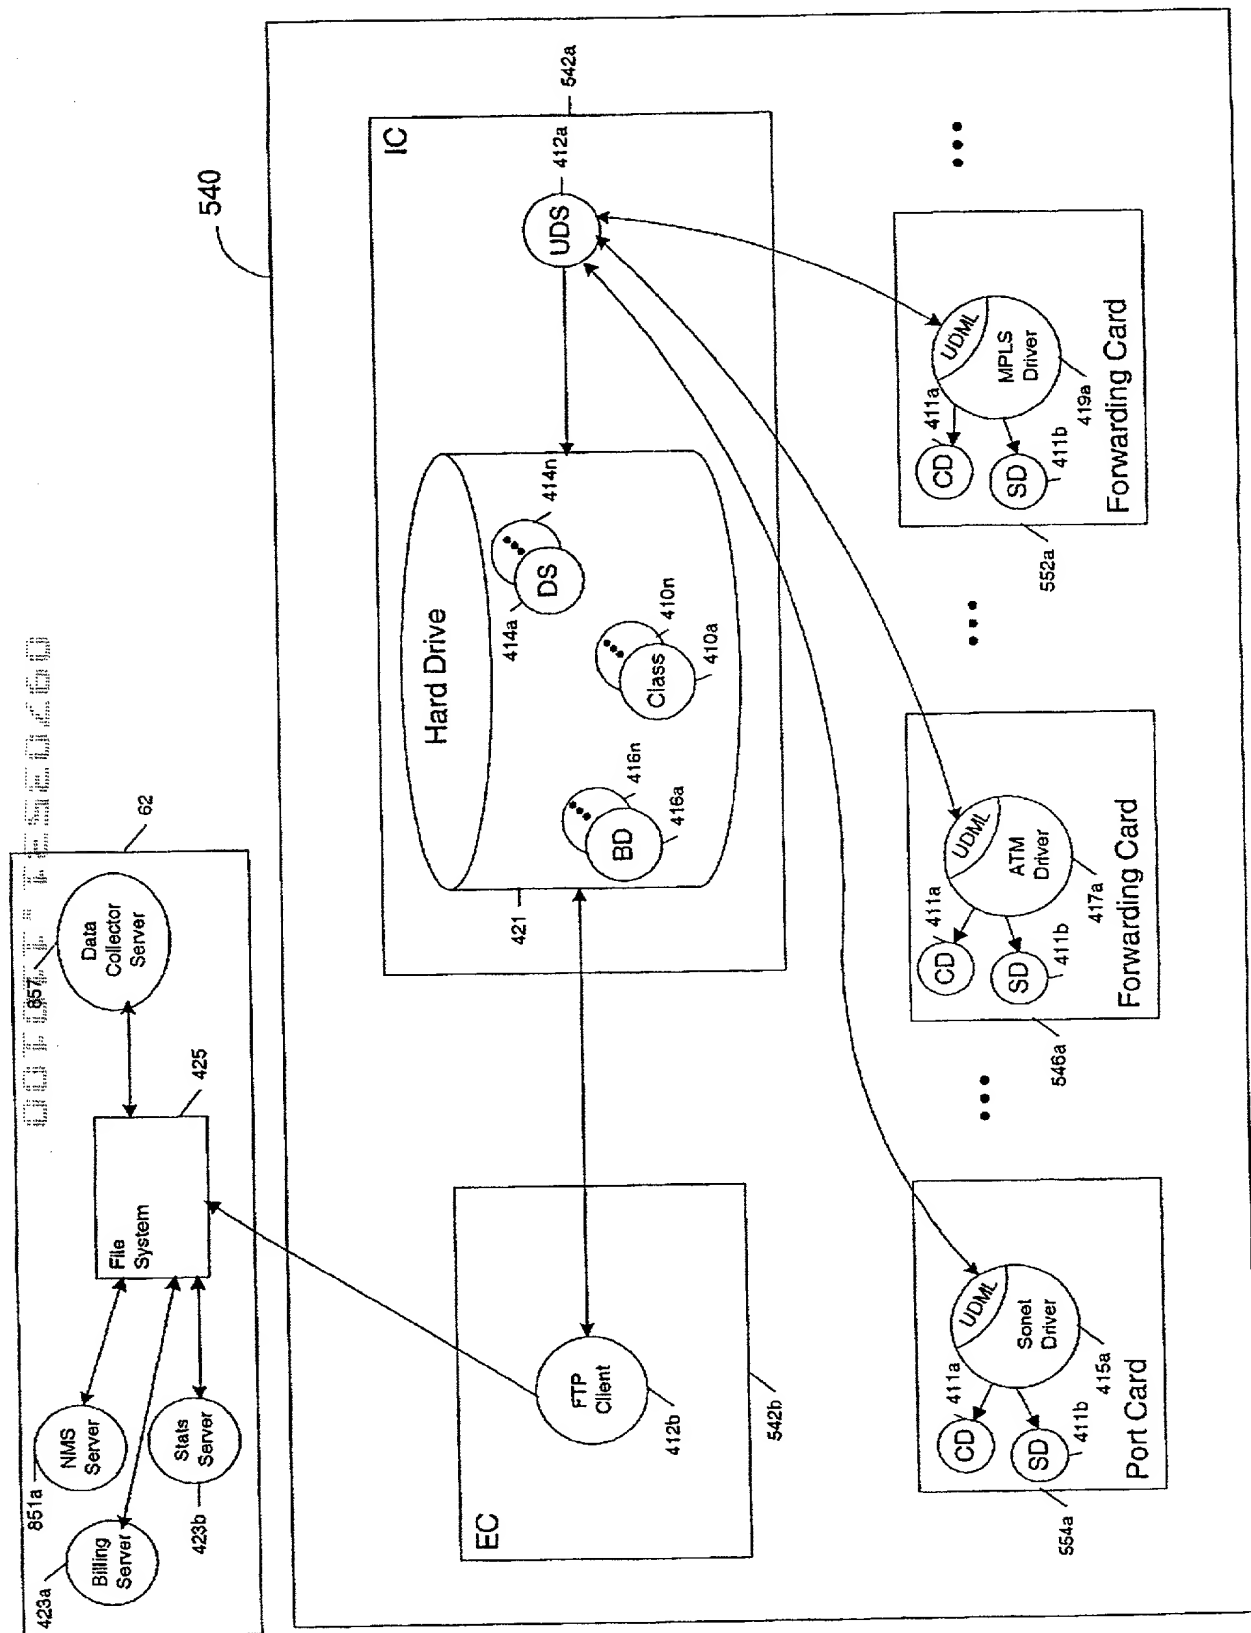 62
857
Data
Collector
Server
425
File
System
851a
NMS
Server
423a
Billing
Server
Stats
Server
423b
540
IC
542a
UDS
412a
Hard Drive
421
DS
414a
414n
Class
410n
410a
BD
416n
416a
EC
FTP
Client
412b
542b
UDML
Sonet
Driver
411a
CD
SD
411b
415a
Port Card
554a
UDML
ATM
Driver
411a
CD
SD
411b
417a
Forwarding Card
546a
UDML
MPLS
Driver
411a
CD
SD
411b
419a
Forwarding Card
552a